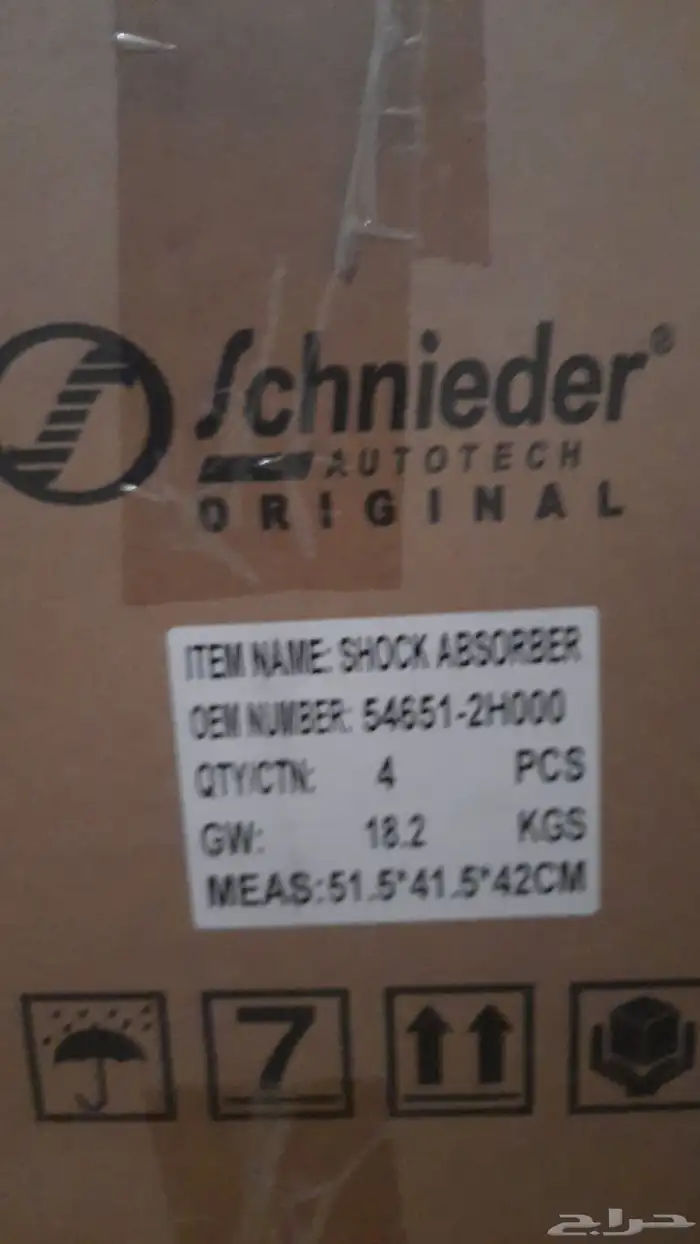 Schnieder®
AUTOTECH
ORIGINAL
ITEM NAME: SHOCK ABSORBER
OEM NUMBER: 54651-2H000
QTY/CTN: 4 PCS
GW: 18.2 KGS
MEAS:51.5*41.5*42CM
7
حراج